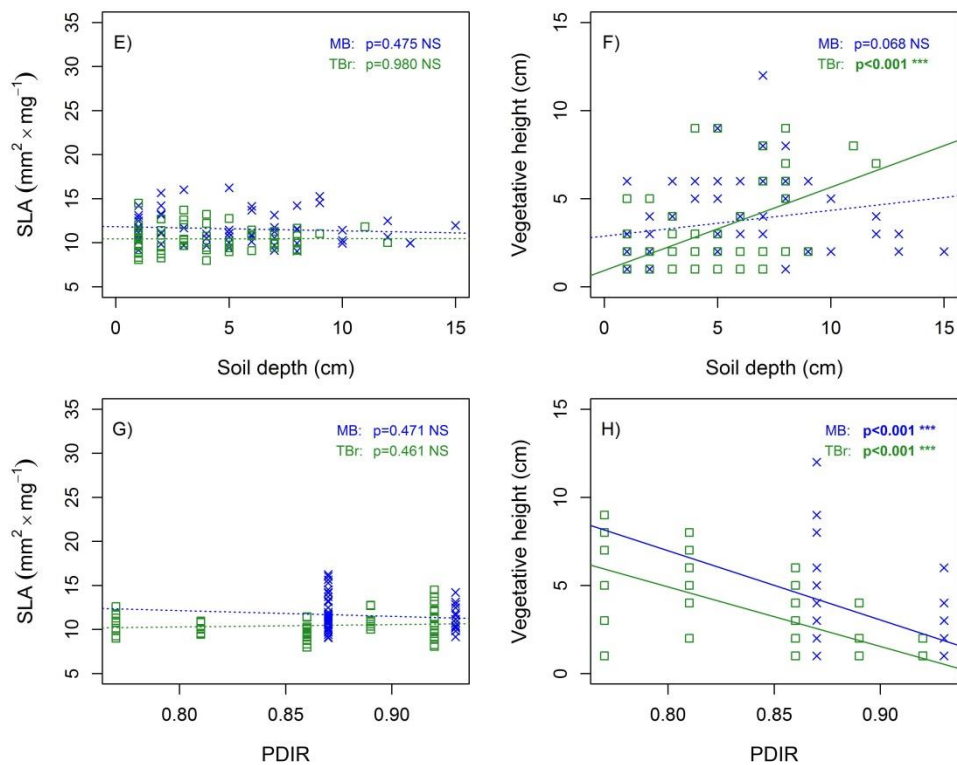 E)
MB: p=0.475 NS
TBr: p=0.980 NS
SLA (mm² × mg⁻¹)
35
30
25
20
15
10
5
0 5 10 15
Soil depth (cm)
F)
MB: p=0.068 NS
TBr: p<0.001 ***
Vegetative height (cm)
15
10
5
0
0 5 10 15
Soil depth (cm)
G)
MB: p=0.471 NS
TBr: p=0.461 NS
SLA (mm² × mg⁻¹)
35
30
25
20
15
10
5
0.80 0.85 0.90
PDIR
H)
MB: p<0.001 ***
TBr: p<0.001 ***
Vegetative height (cm)
15
10
5
0
0.80 0.85 0.90
PDIR